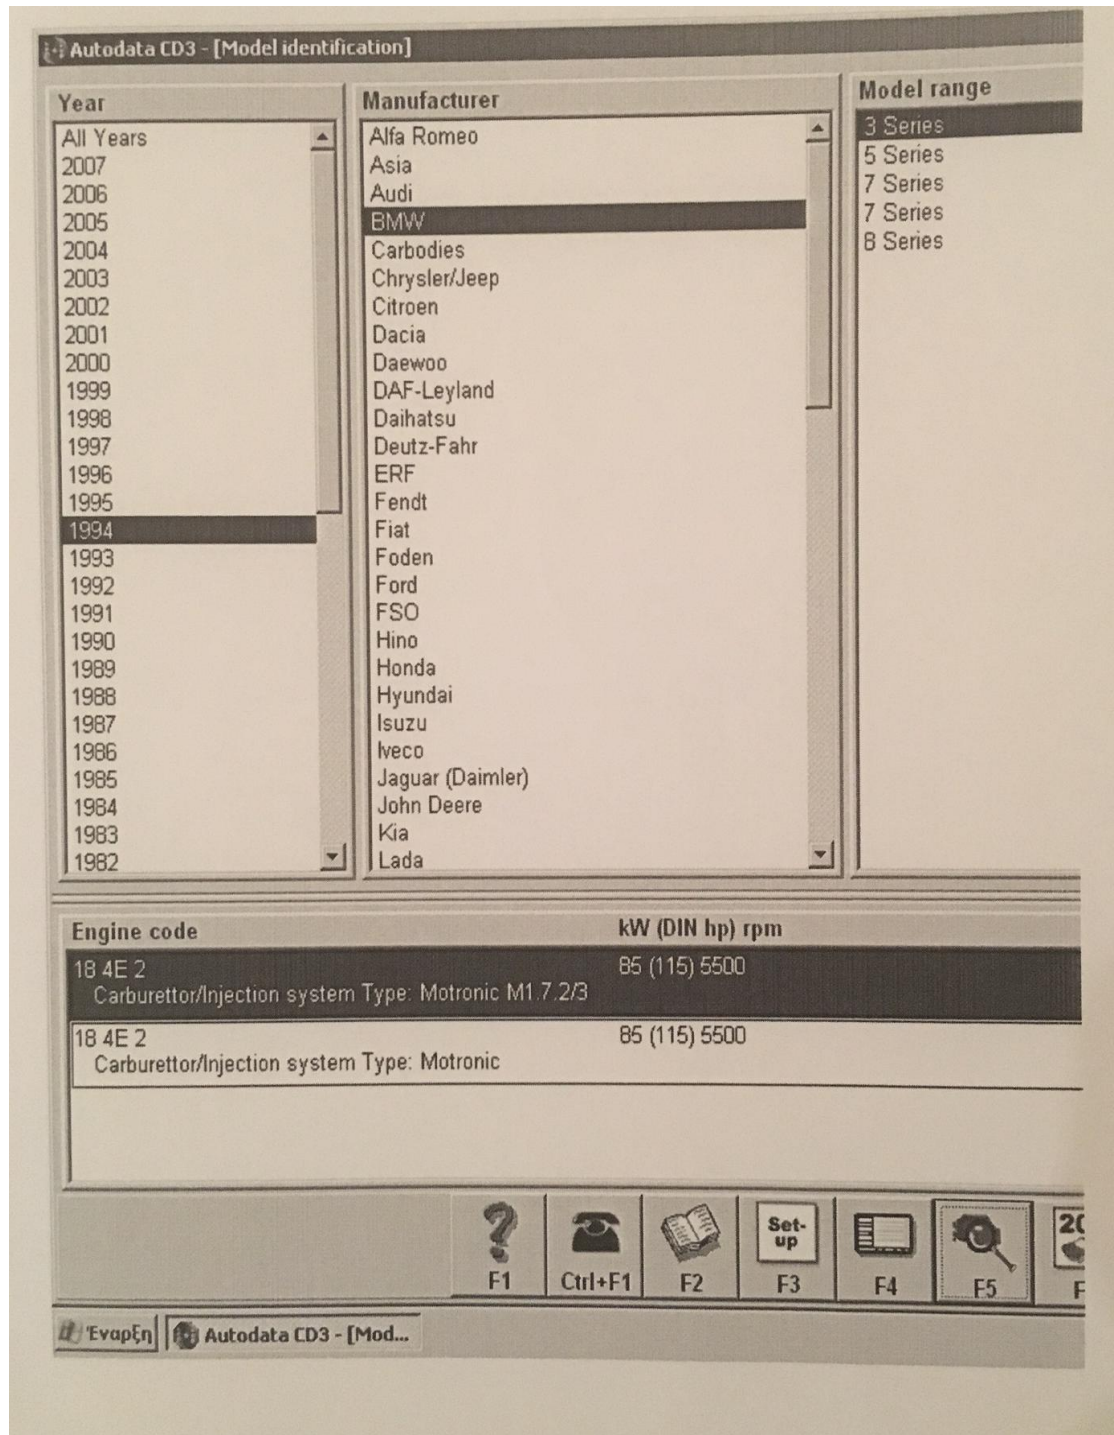 Autodata CD3 - [Model identification]
Year
All Years
2007
2006
2005
2004
2003
2002
2001
2000
1999
1998
1997
1996
1995
1994
1993
1992
1991
1990
1989
1988
1987
1986
1985
1984
1983
1982
Manufacturer
Alfa Romeo
Asia
Audi
BMW
Carbodies
Chrysler/Jeep
Citroen
Dacia
Daewoo
DAF-Leyland
Daihatsu
Deutz-Fahr
ERF
Fendt
Fiat
Foden
Ford
FSO
Hino
Honda
Hyundai
Isuzu
Iveco
Jaguar (Daimler)
John Deere
Kia
Lada
Model range
3 Series
5 Series
7 Series
7 Series
8 Series
Engine code kW (DIN hp) rpm
18 4E 2 85 (115) 5500
Carburettor/Injection system Type: Motronic M1.7.2/3
18 4E 2 85 (115) 5500
Carburettor/Injection system Type: Motronic
?
Set-
up
20
F1 Ctrl+F1 F2 F3 F4 F5 F
Έναρξη Autodata CD3 - [Mod...